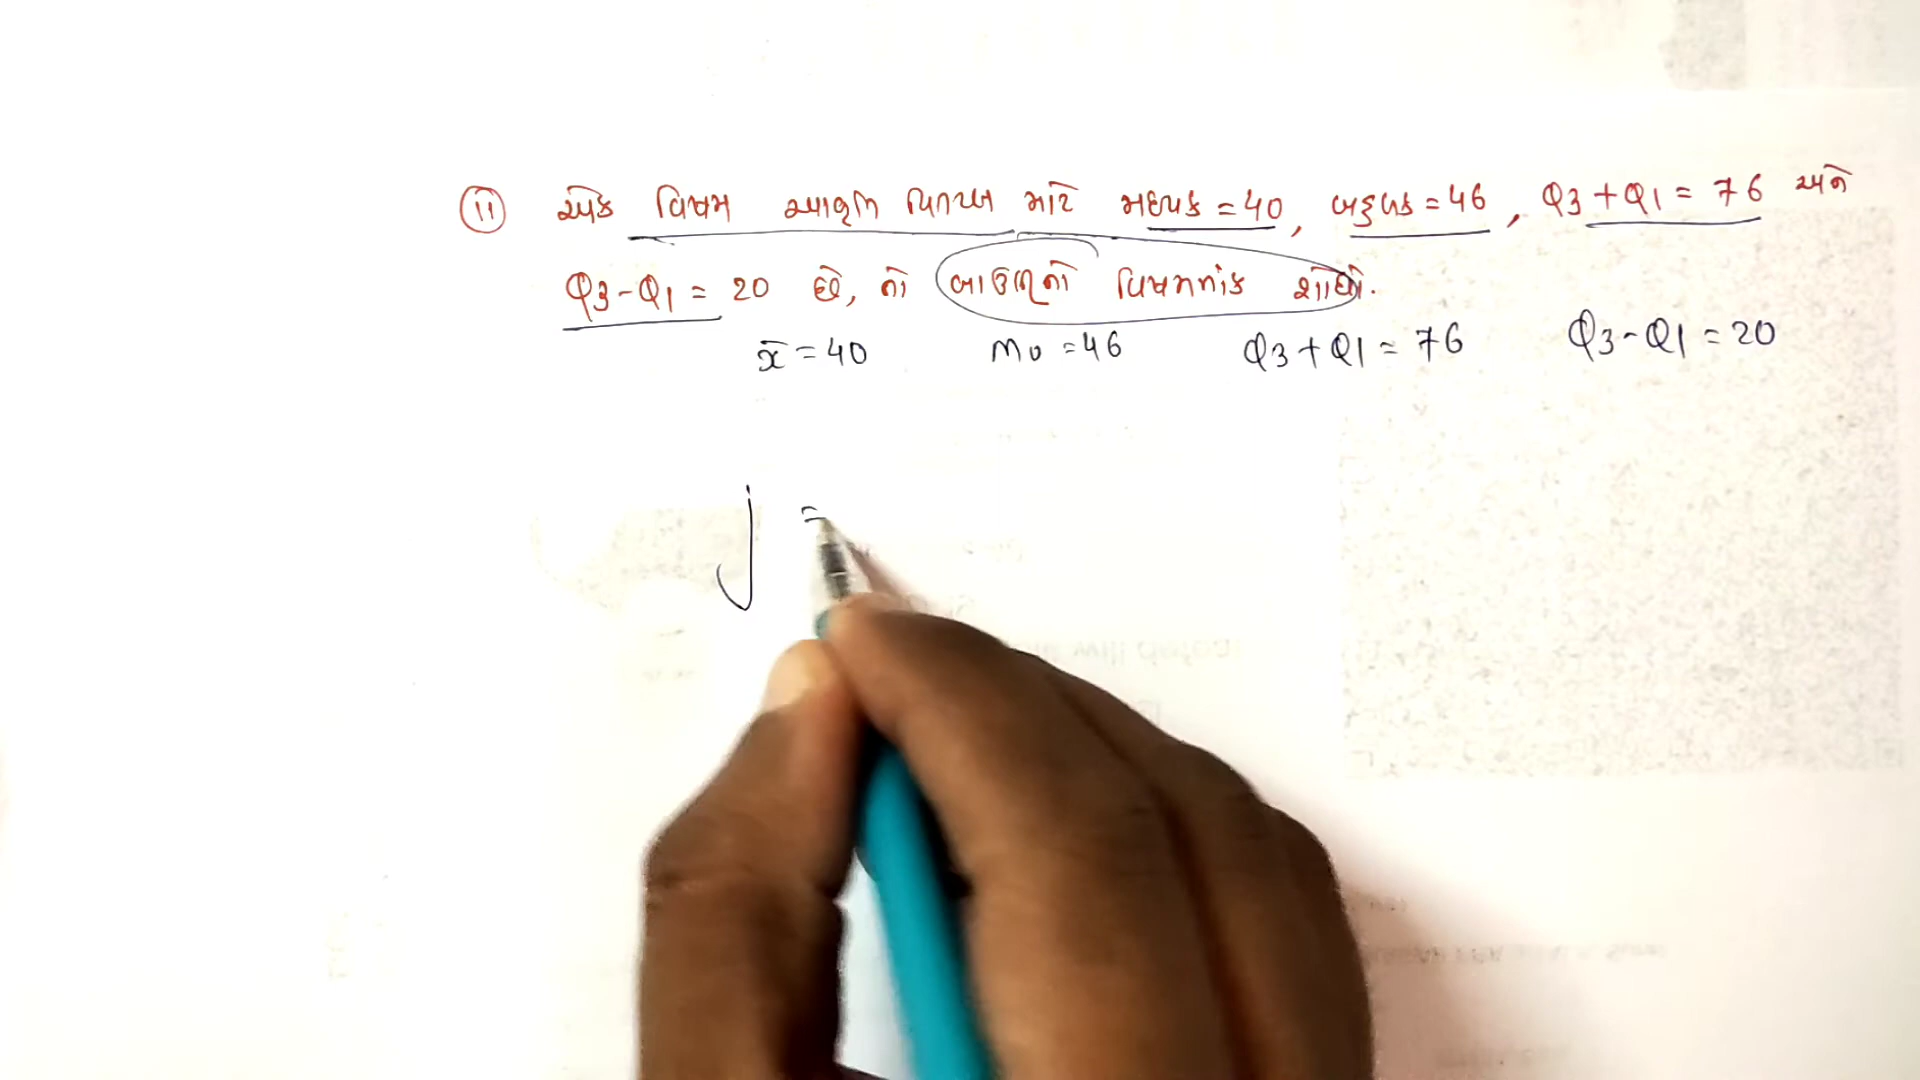 (11) એક વિષમ આવૃત્તિ વિતરણ માટે મધ્યક = 40, બહુલક = 46, Q3 + Q1 = 76 અને
Q3 - Q1 = 20 છે, તો બાઉલીનો વિષમતાંક શોધો.
x̄ = 40 M0 = 46 Q3 + Q1 = 76 Q3 - Q1 = 20
j =